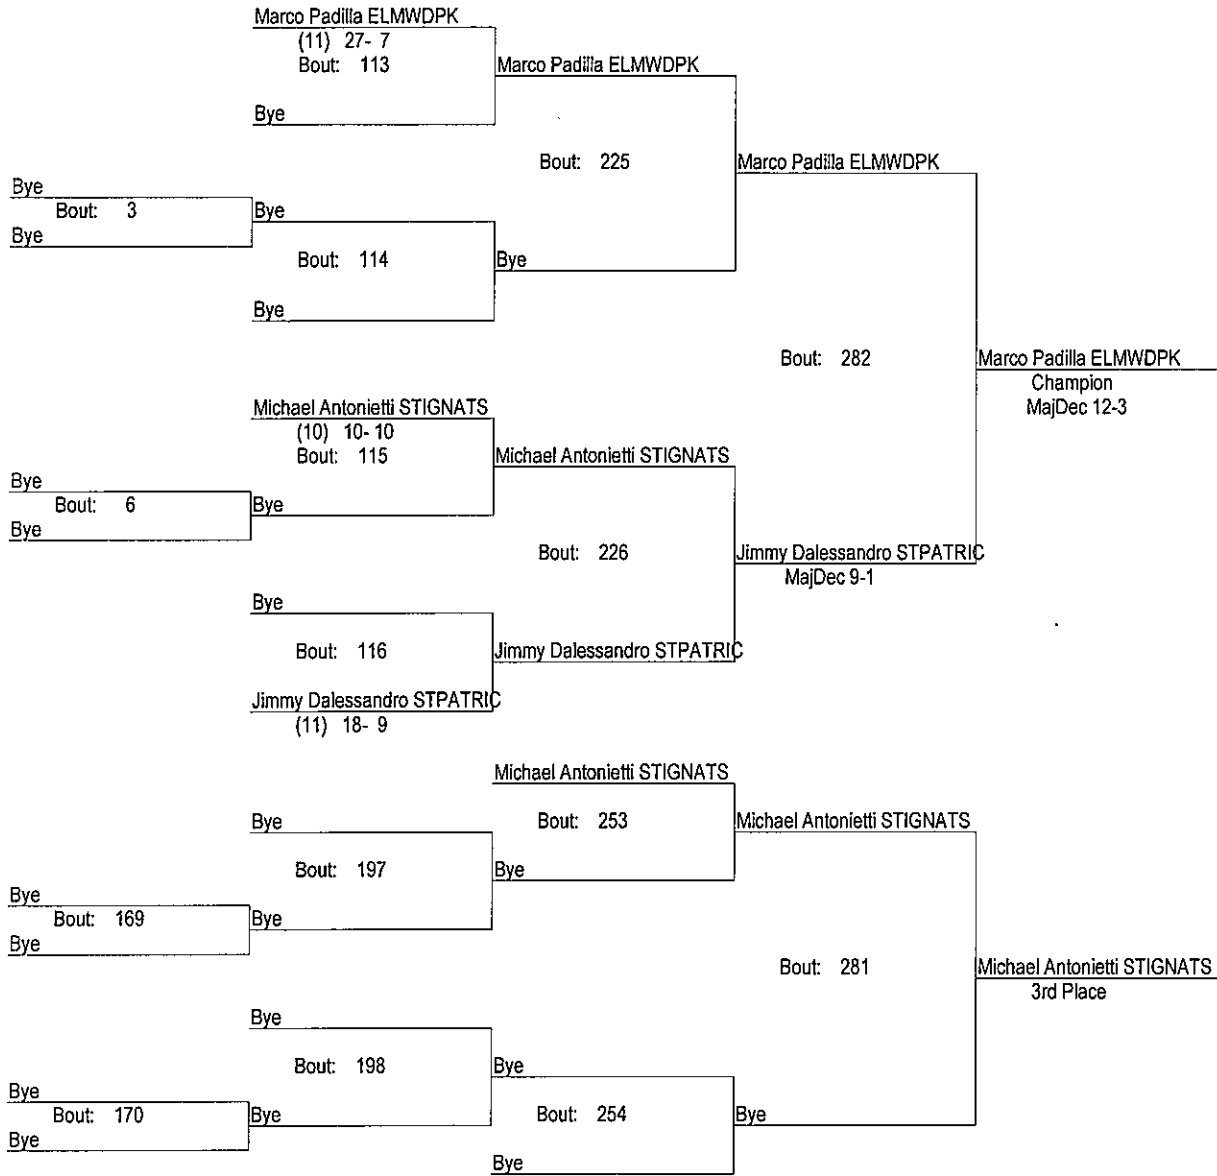 Marco Padilla ELMWDPK
(11) 27- 7
Bout: 113
Marco Padilla ELMWDPK
Bye
Bout: 225
Marco Padilla ELMWDPK
Bye
Bout: 3
Bye
Bye
Bout: 114
Bye
Bye
Bout: 282
Marco Padilla ELMWDPK
Champion
MajDec 12-3
Michael Antonietti STIGNATS
(10) 10- 10
Bout: 115
Michael Antonietti STIGNATS
Bye
Bout: 6
Bye
Bye
Bout: 226
Jimmy Dalessandro STPATRIC
MajDec 9-1
Bye
Bout: 116
Jimmy Dalessandro STPATRIC
Jimmy Dalessandro STPATRIC
(11) 18- 9
Michael Antonietti STIGNATS
Bout: 253
Michael Antonietti STIGNATS
Bye
Bout: 197
Bye
Bye
Bout: 169
Bye
Bye
Bout: 281
Michael Antonietti STIGNATS
3rd Place
Bye
Bout: 198
Bye
Bye
Bout: 170
Bye
Bye
Bout: 254
Bye
Bye